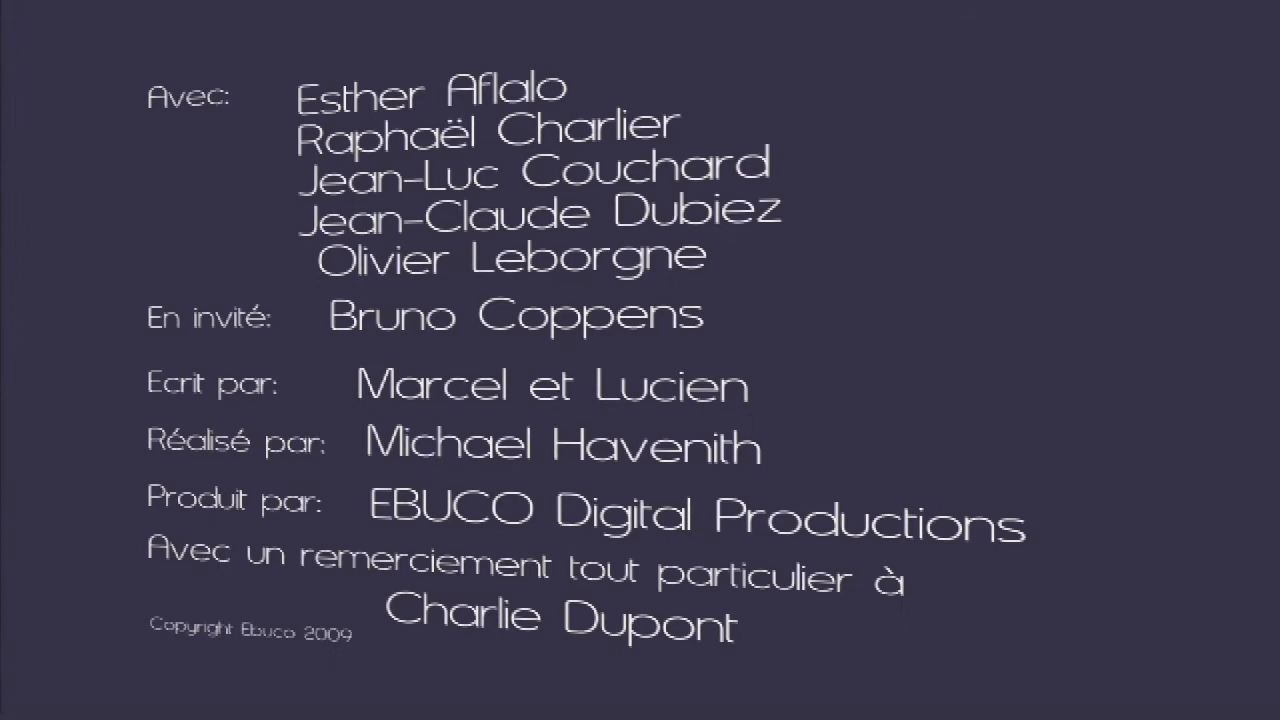 Avec: Esther Aflalo
Raphaël Charlier
Jean-Luc Couchard
Jean-Claude Dubiez
Olivier Leborgne
En invité: Bruno Coppens
Ecrit par: Marcel et Lucien
Réalisé par: Michael Havenith
Produit par: EBUCO Digital Productions
Avec un remerciement tout particulier à
Charlie Dupont
Copyright Ebuco 2009